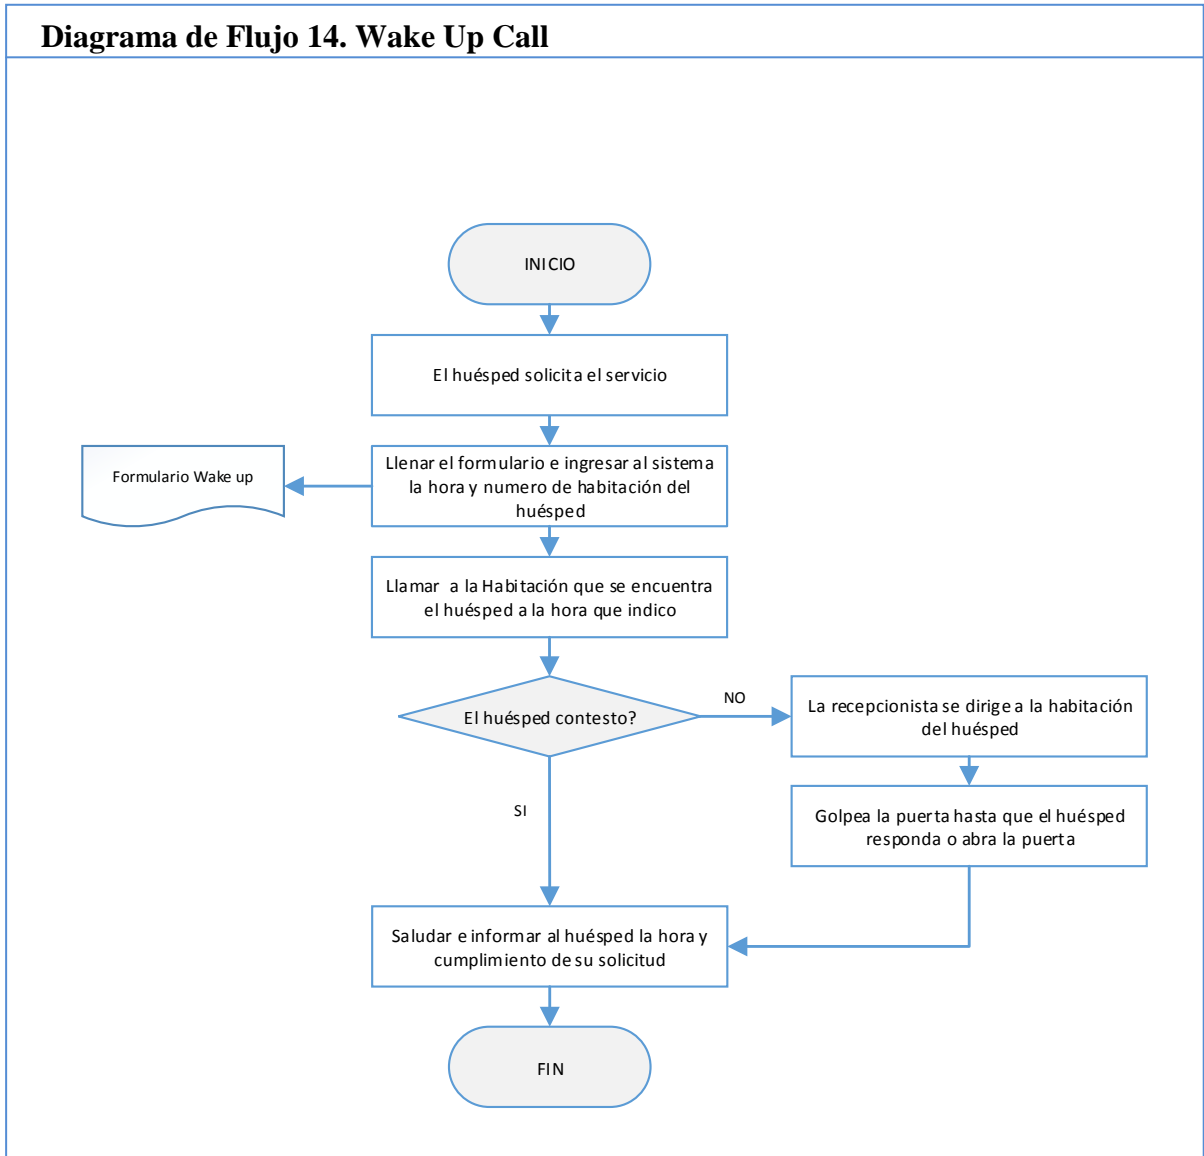 Diagrama de Flujo 14. Wake Up Call
INICIO
El huésped solicita el servicio
Llenar el formulario e ingresar al sistema
la hora y numero de habitación del
huésped
Formulario Wake up
Llamar a la Habitación que se encuentra
el huésped a la hora que indico
El huésped contesto?
NO
La recepcionista se dirige a la habitación
del huésped
Golpea la puerta hasta que el huésped
responda o abra la puerta
SI
Saludar e informar al huésped la hora y
cumplimiento de su solicitud
FIN